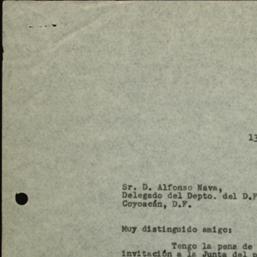 13
Sr. D. Alfonso Nava,
Delegado del Depto. del D.F
Coyoacán, D.F.
Muy distinguido amigo:
Tengo la pena de
invitación a la Junta del